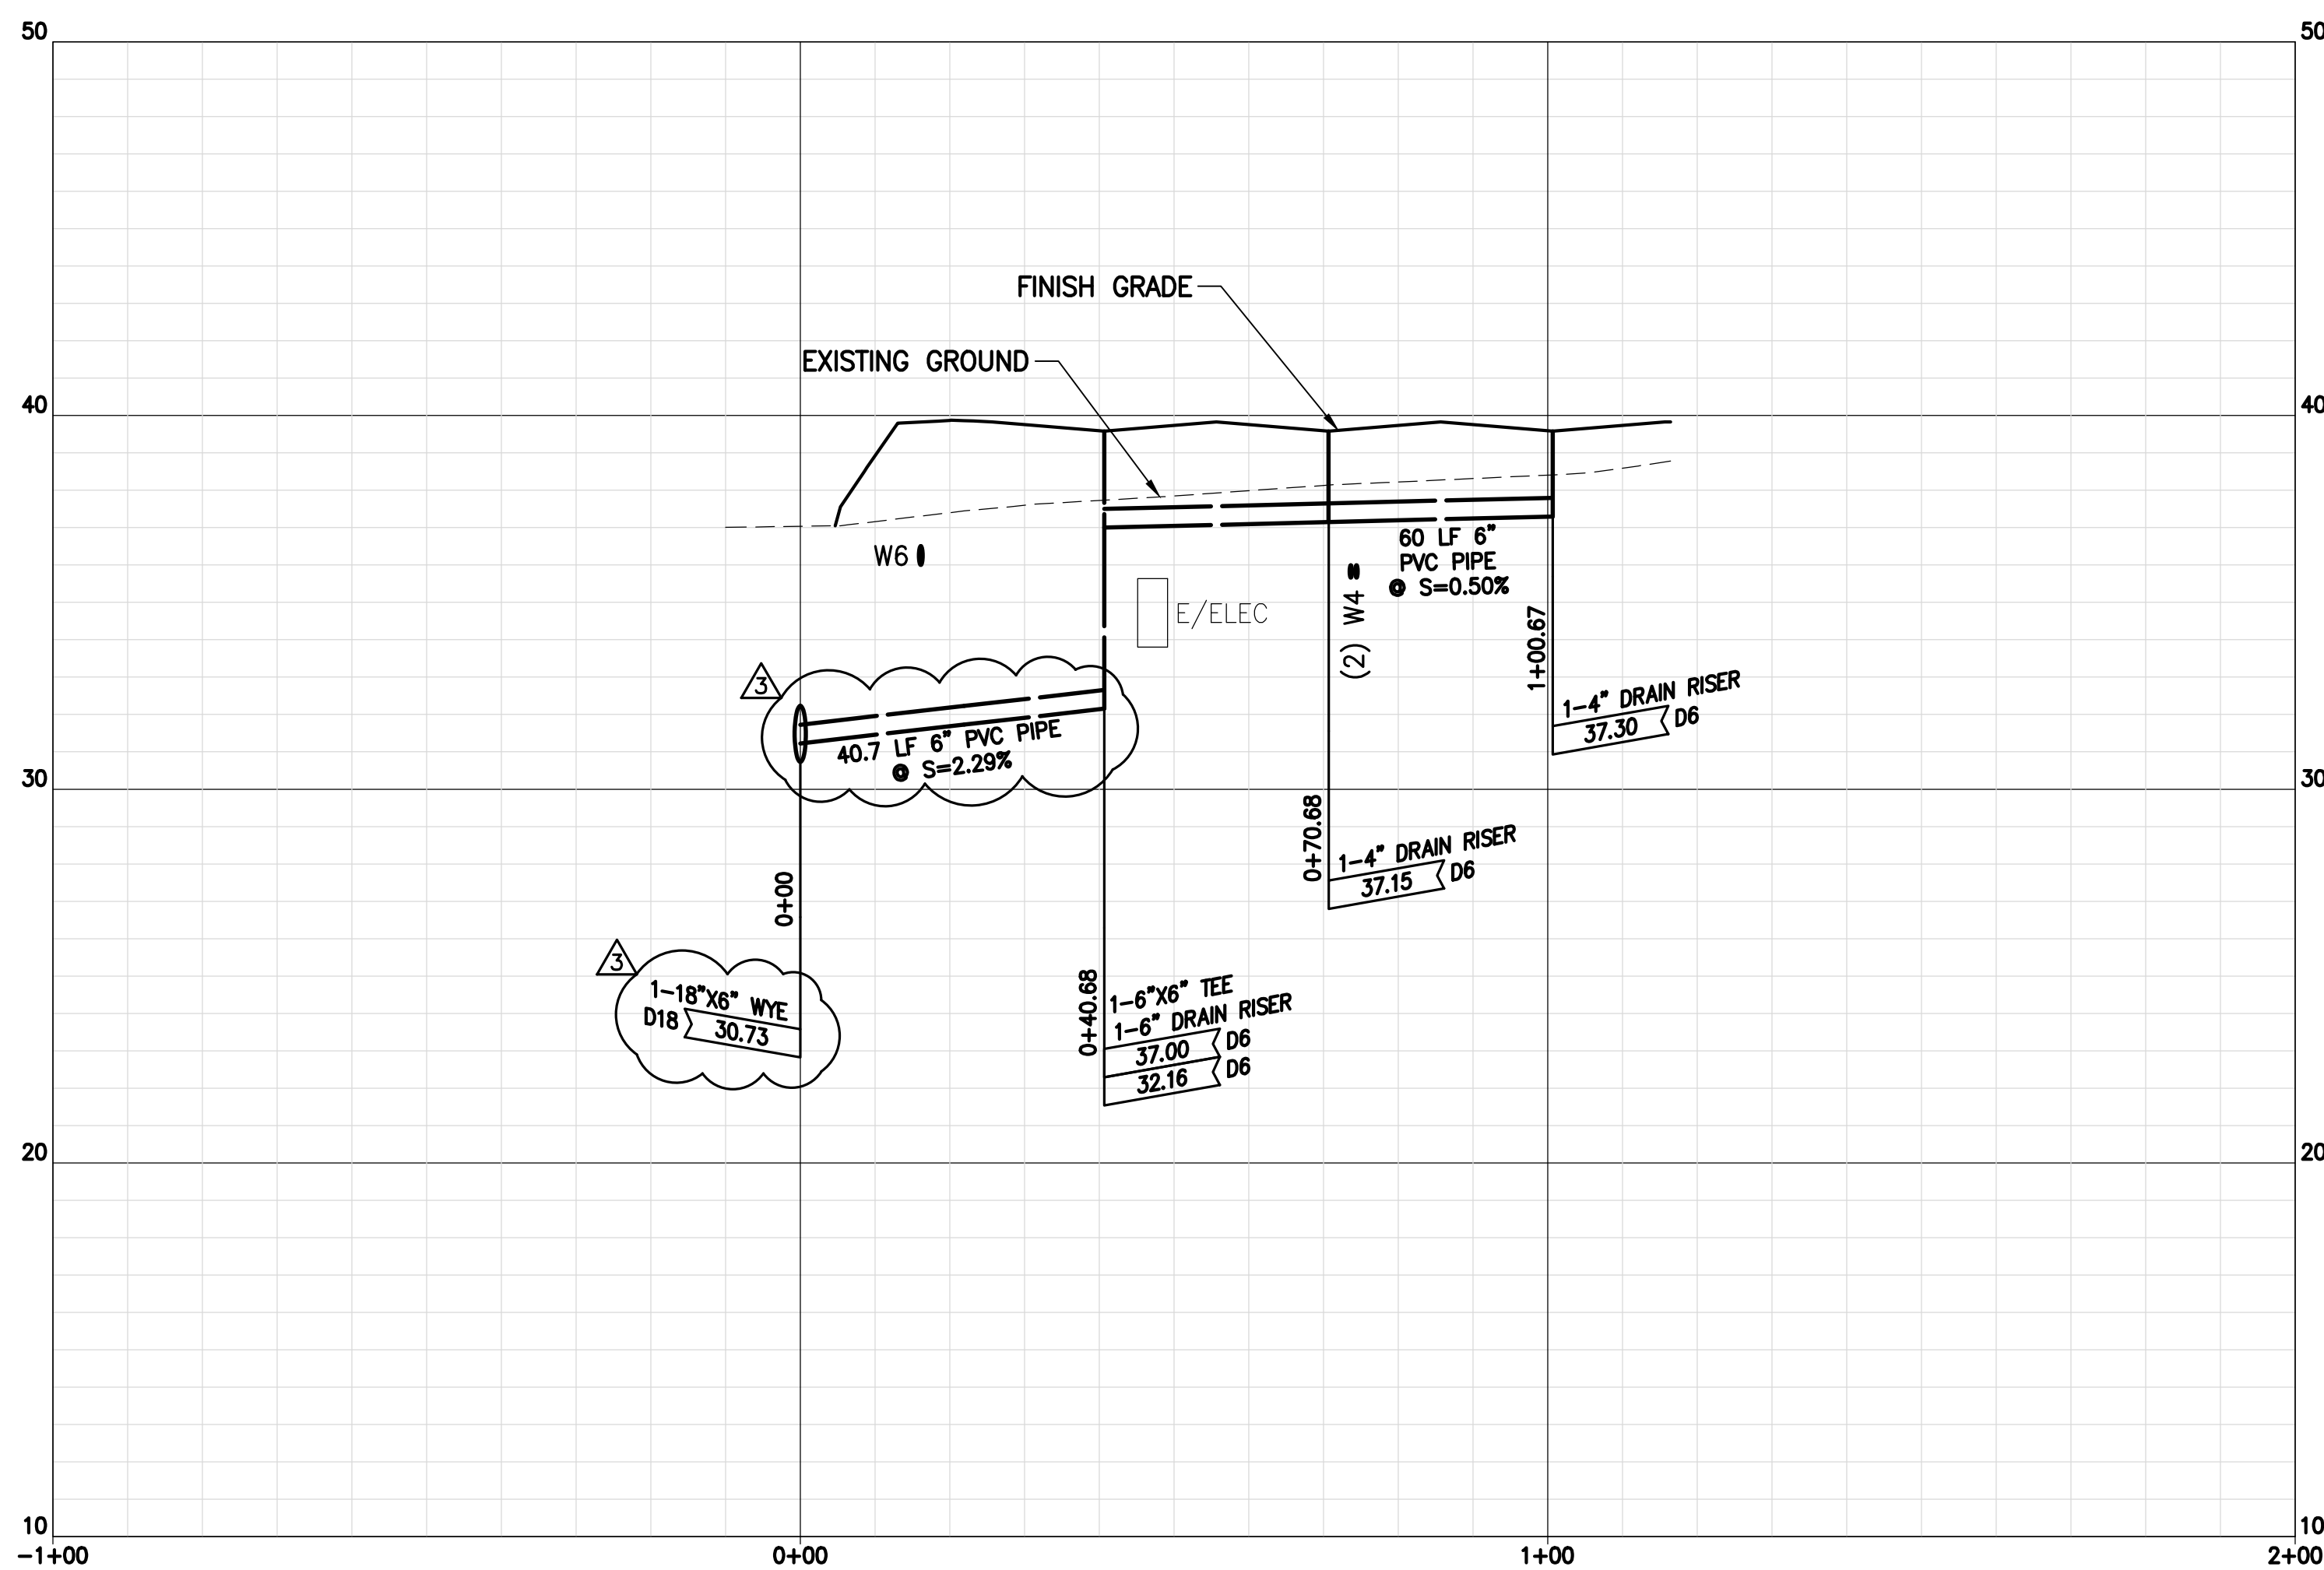 50
50
FINISH GRADE
EXISTING GROUND
40
40
W6
60 LF 6"
PVC PIPE
@ S=0.50%
(2) W4
E/ELEC
1+00.67
1-4" DRAIN RISER
37.30
D6
3
40.7 LF 6" PVC PIPE
@ S=2.29%
30
30
0+70.68
1-4" DRAIN RISER
37.15
D6
0+00
3
1-18"X6" WYE
D18
30.73
0+40.68
1-6"X6" TEE
1-6" DRAIN RISER
37.00
D6
32.16
D6
20
20
10
10
-1+00
0+00
1+00
2+00